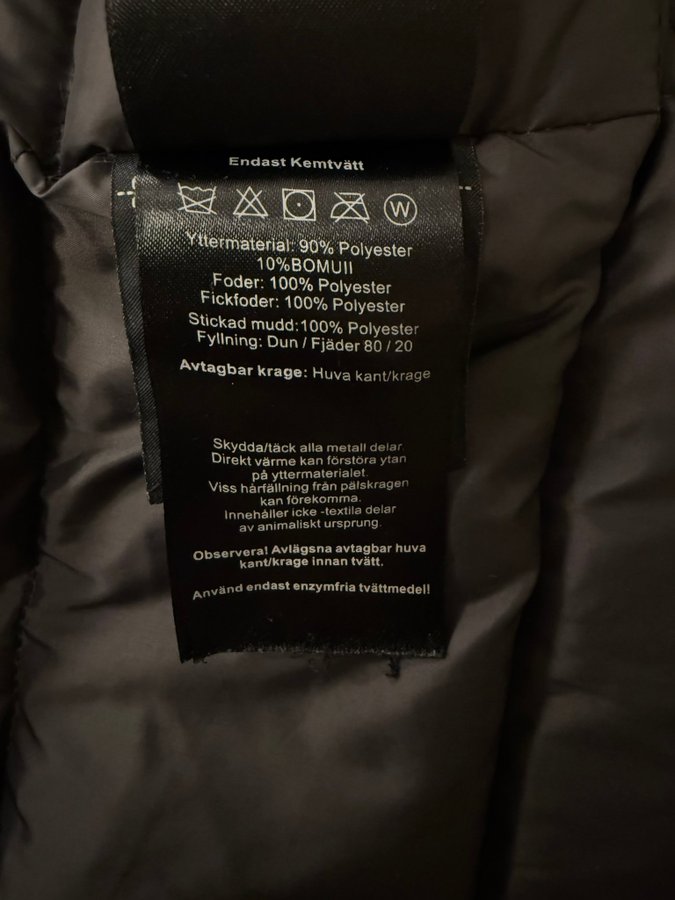 Endast Kemtvätt
W
Yttermaterial: 90% Polyester
10%BOMUII
Foder: 100% Polyester
Fickfoder: 100% Polyester
Stickad mudd:100% Polyester
Fyllning: Dun / Fjäder 80 / 20
Avtagbar krage: Huva kant/krage
Skydda/täck alla metall delar.
Direkt värme kan förstöra ytan
på yttermaterialet.
Viss hårfällning från pälskragen
kan förekomma.
Innehåller icke -textila delar
av animaliskt ursprung.
Observera! Avlägsna avtagbar huva
kant/krage innan tvätt.
Använd endast enzymfria tvättmedel!